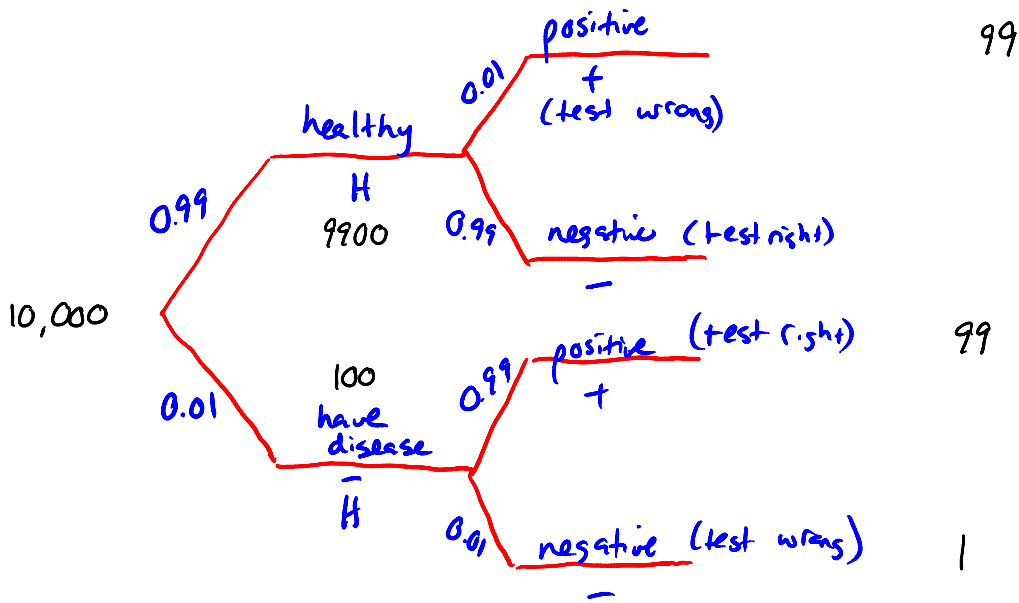 positive
99
0.01
+
(test wrong)
healthy
H
0.99
9900
0.99
negative (test right)
−
10,000
positive (test right)
99
100
0.99
+
0.01
have
disease
H̅
0.01
negative (test wrong)
1
−